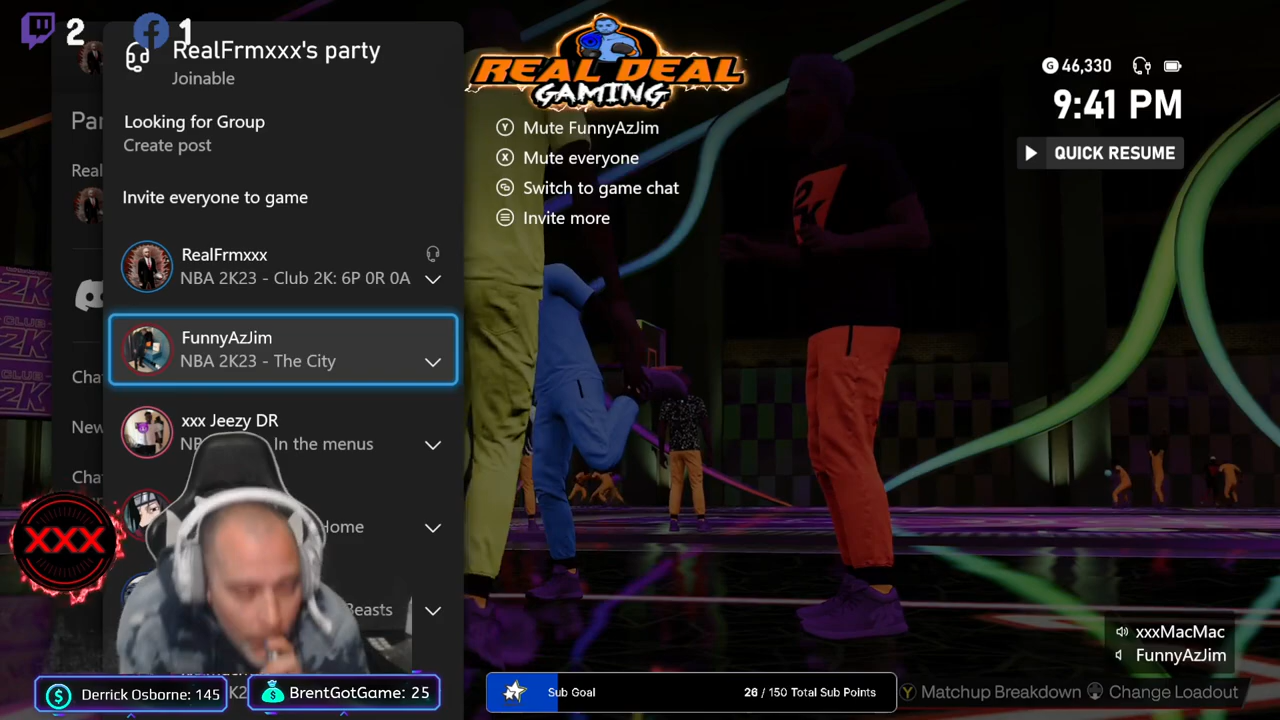 2
1
RealFrmxxx's party
Joinable
Looking for Group
Create post
Invite everyone to game
RealFrmxxx
NBA 2K23 - Club 2K: 6P 0R 0A
FunnyAzJim
NBA 2K23 - The City
xxx Jeezy DR
In the menus
Home
Beasts
REAL DEAL
GAMING
Y Mute FunnyAzJim
X Mute everyone
Switch to game chat
Invite more
G 46,330
9:41 PM
QUICK RESUME
XXX
Derrick Osborne: 145
BrentGotGame: 25
Sub Goal
26 / 150 Total Sub Points
xxxMacMac
FunnyAzJim
Y Matchup Breakdown
Change Loadout